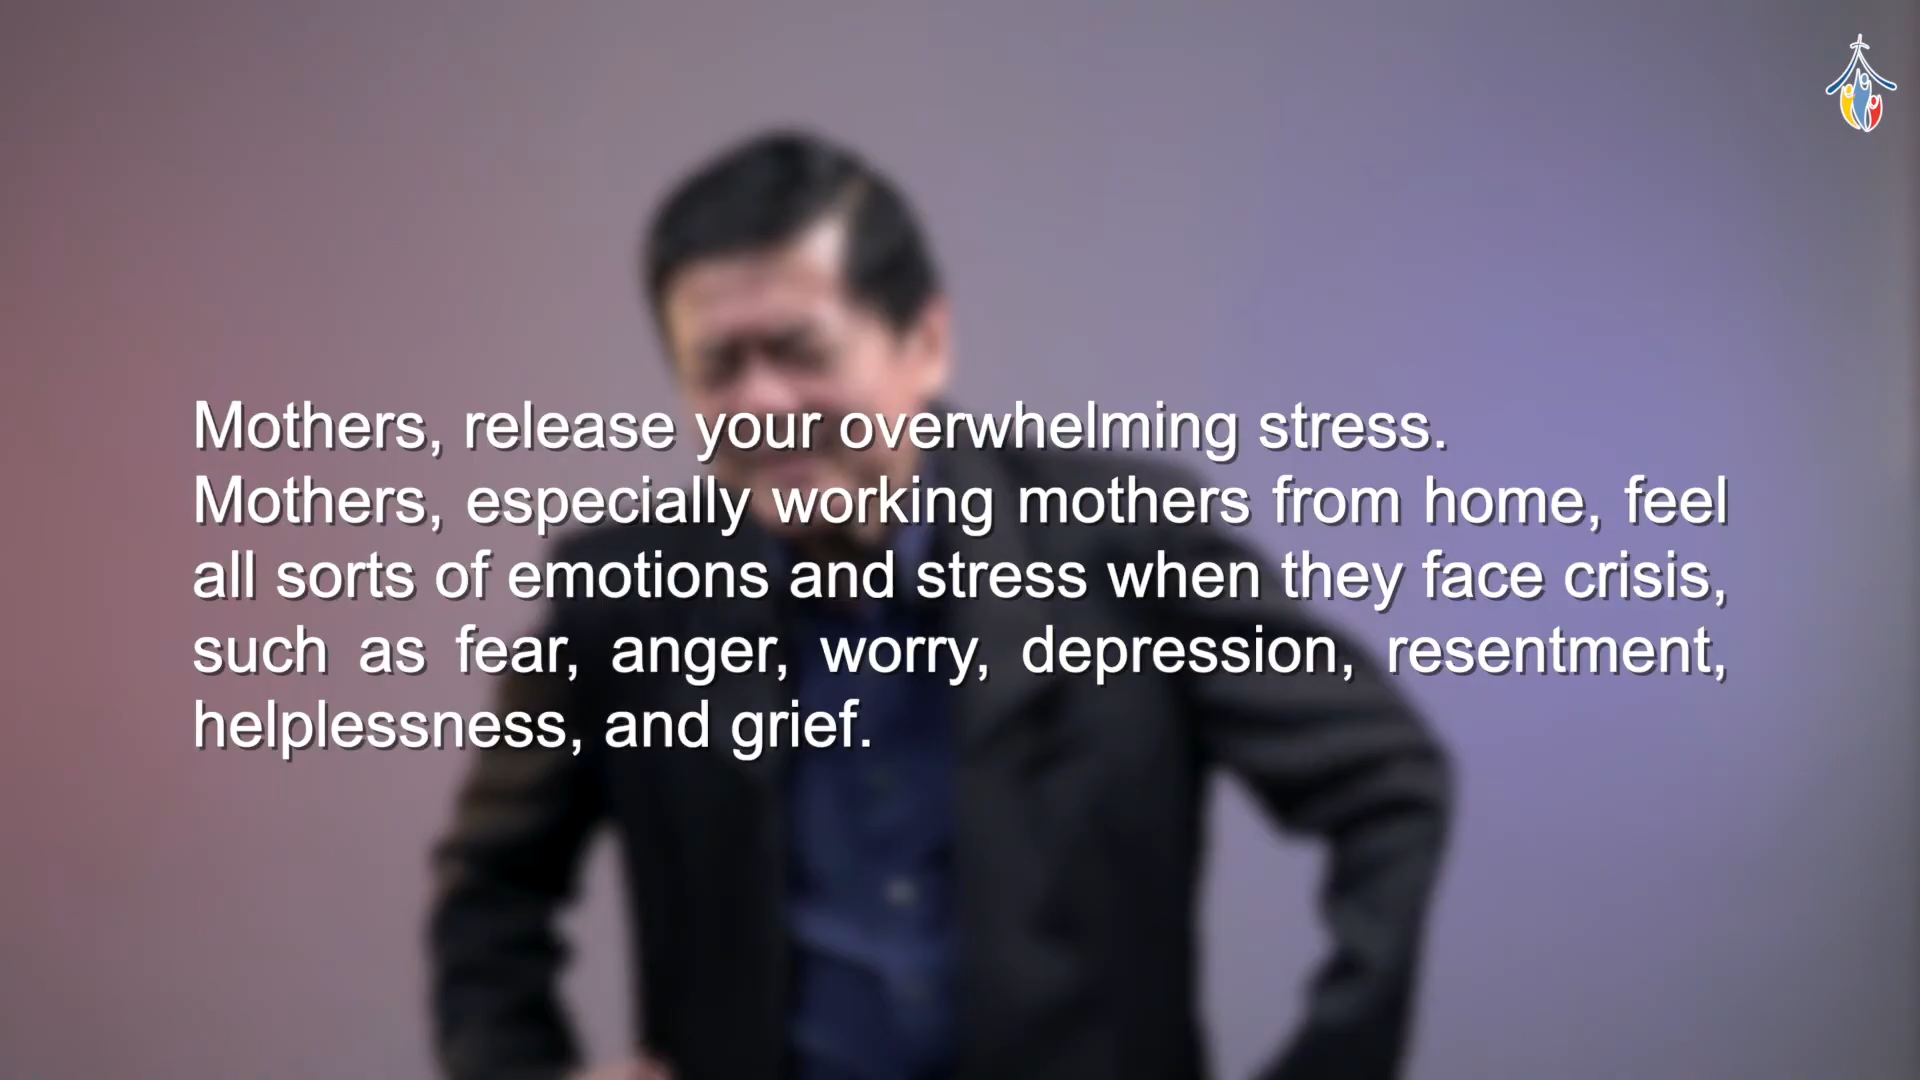 Mothers, release your overwhelming stress.
Mothers, especially working mothers from home, feel
all sorts of emotions and stress when they face crisis,
such as fear, anger, worry, depression, resentment,
helplessness, and grief.